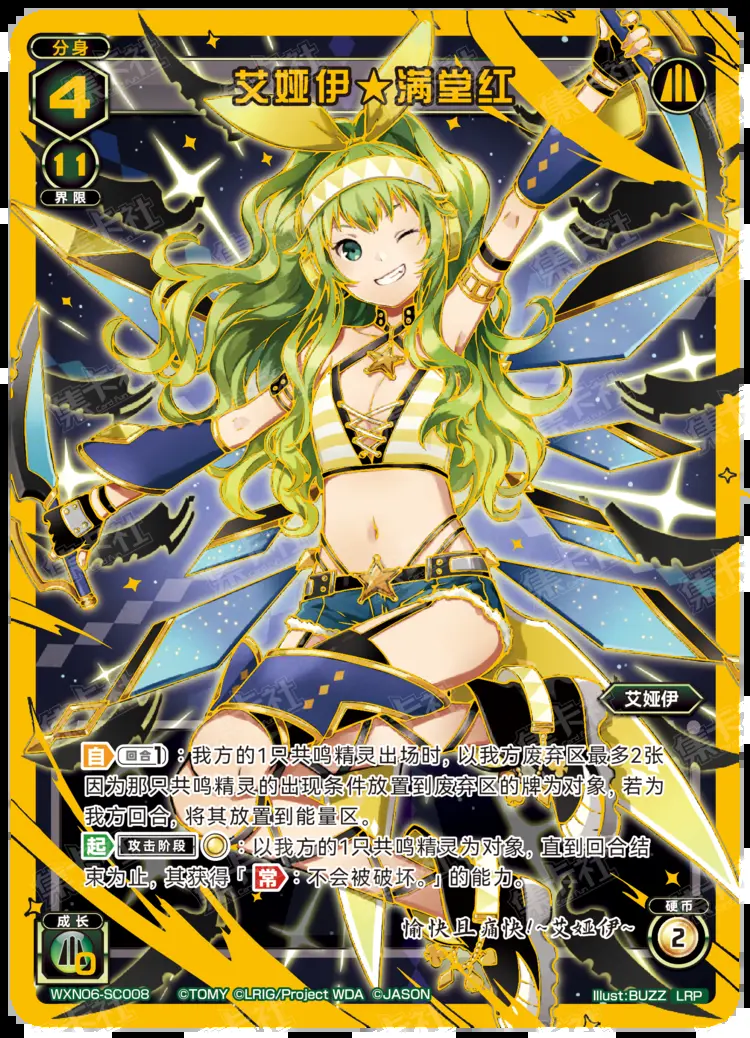 分身
4
艾娅伊★满堂红
11
界限
艾娅伊
自 回合1：我方的1只共鸣精灵出场时，以我方废弃区最多2张
因为那只共鸣精灵的出现条件放置到废弃区的牌为对象，若为
我方回合，将其放置到能量区。
起 攻击阶段 ：以我方的1只共鸣精灵为对象，直到回合结
束为止，其获得「常：不会被破坏。」的能力。
愉快且痛快!~艾娅伊~
成长
0
硬币
2
WXN06-SC008 ©TOMY ©LRIG/Project WDA ©JASON
Illust:BUZZ LRP
集卡社